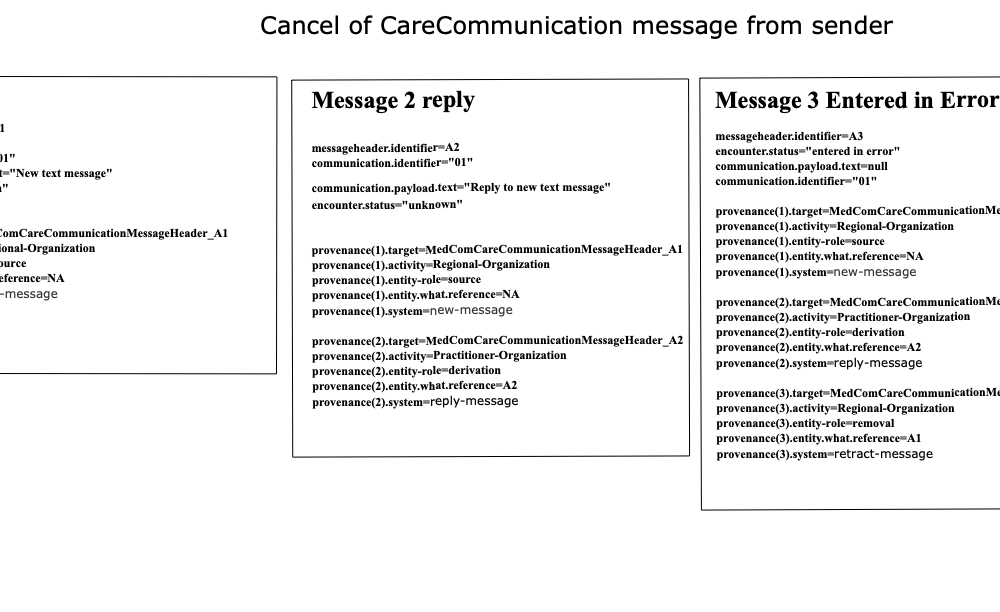 Cancel of CareCommunication message from sender
1
01"
t="New text message"
"
ComCareCommunicationMessageHeader_A1
ional-Organization
ource
eference=NA
-message
Message 2 reply
messageheader.identifier=A2
communication.identifier="01"
communication.payload.text="Reply to new text message"
encounter.status="unknown"
provenance(1).target=MedComCareCommunicationMessageHeader_A1
provenance(1).activity=Regional-Organization
provenance(1).entity-role=source
provenance(1).entity.what.reference=NA
provenance(1).system=new-message
provenance(2).target=MedComCareCommunicationMessageHeader_A2
provenance(2).activity=Practitioner-Organization
provenance(2).entity-role=derivation
provenance(2).entity.what.reference=A2
provenance(2).system=reply-message
Message 3 Entered in Error
messageheader.identifier=A3
encounter.status="entered in error"
communication.payload.text=null
communication.identifier="01"
provenance(1).target=MedComCareCommunicationMe
provenance(1).activity=Regional-Organization
provenance(1).entity-role=source
provenance(1).entity.what.reference=NA
provenance(1).system=new-message
provenance(2).target=MedComCareCommunicationMe
provenance(2).activity=Practitioner-Organization
provenance(2).entity-role=derivation
provenance(2).entity.what.reference=A2
provenance(2).system=reply-message
provenance(3).target=MedComCareCommunicationMe
provenance(3).activity=Regional-Organization
provenance(3).entity-role=removal
provenance(3).entity.what.reference=A1
provenance(3).system=retract-message